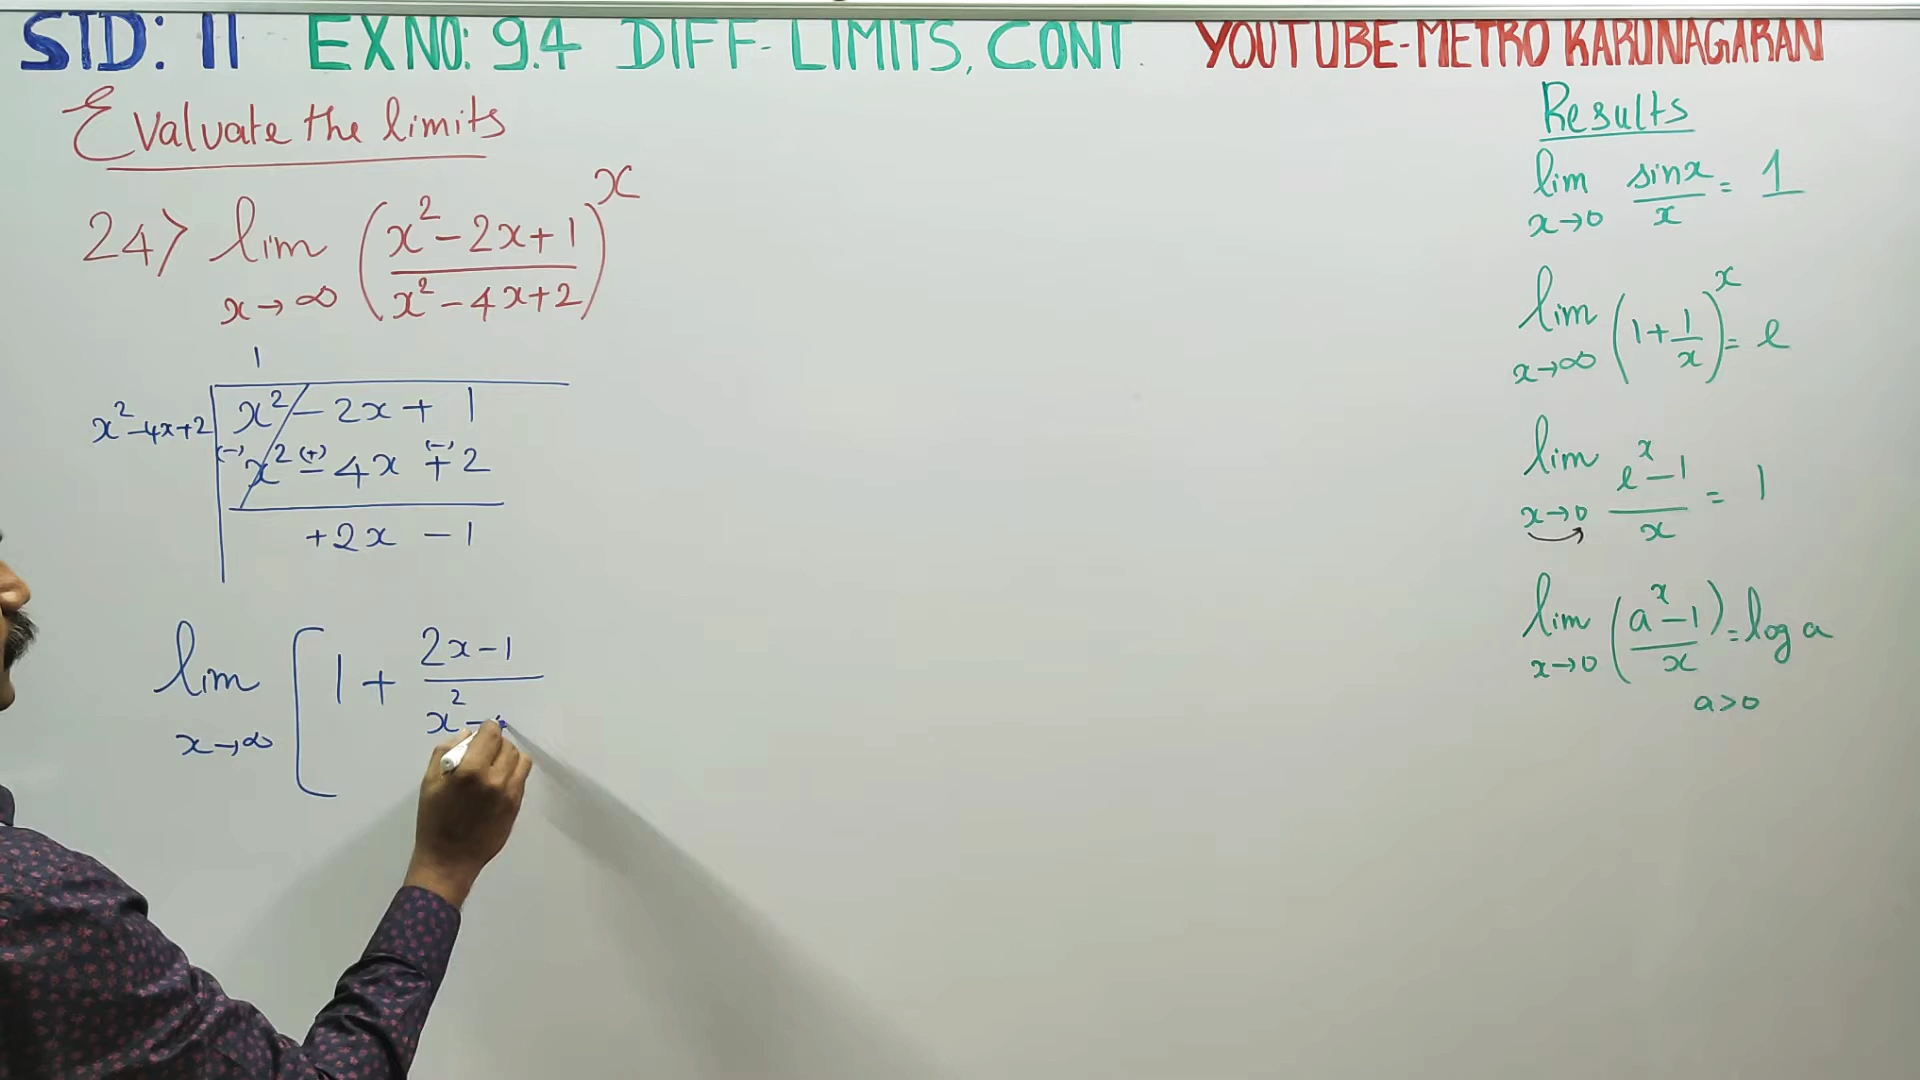 STD: 11 EX NO: 9.4 DIFF- LIMITS, CONT. YOUTUBE-METRO KARUNAGARAN
Evaluate the limits
24> lim x→∞ ((x²-2x+1)/(x²-4x+2))^x
1
x²-4x+2 | x² - 2x + 1
(-) x² (+) - 4x (-) + 2
+2x - 1
lim x→∞ [1 + (2x-1)/(x² -
Results
lim x→0 sinx/x = 1
lim x→∞ (1+1/x)^x = e
lim x→0 (e^x-1)/x = 1
lim x→0 ((a^x-1)/x) = log a
a>0